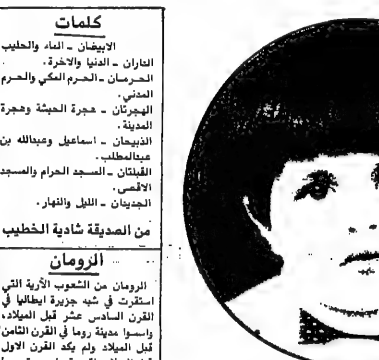 كلمات
الابيضان - الماء والحليب
الداران - الدنيا والاخرة.
الحرمان - الحرم المكي والحرم
المدني.
الهجرتان - هجرة الحبشة وهجرة
المدينة.
الذبيحان - اسماعيل وعبدالله بن
عبدالمطلب.
القبلتان - المسجد الحرام والمسجد
الاقصى.
الجديدان - الليل والنهار.
من الصديقة شادية الخطيب
الرومان
الرومان من الشعوب الآرية التي
استقرت في شبه جزيرة ايطاليا في
القرن السادس عشر قبل الميلاد،
واسسوا مدينة روما في القرن الثامن
قبل الميلاد ولم يكد القرن الاول